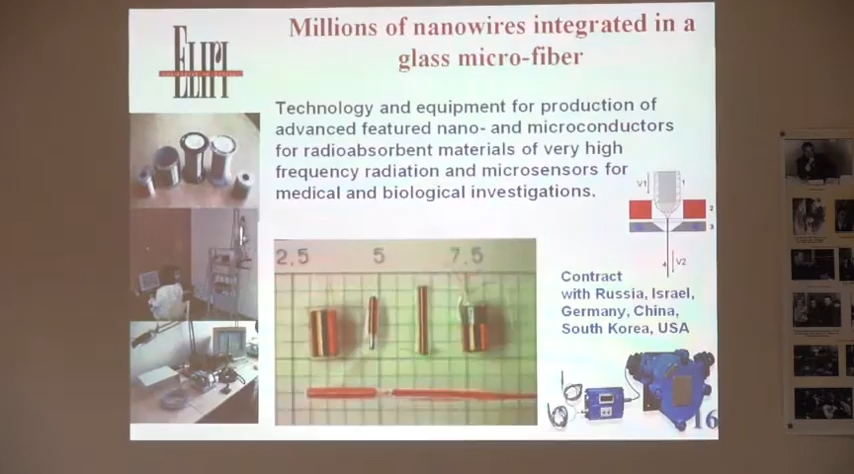 ELIRI
Millions of nanowires integrated in a
glass micro-fiber
Technology and equipment for production of
advanced featured nano- and microconductors
for radioabsorbent materials of very high
frequency radiation and microsensors for
medical and biological investigations.
V1
1
2
3
4
V2
2.5 5 7.5
Contract
with Russia, Israel,
Germany, China,
South Korea, USA
16